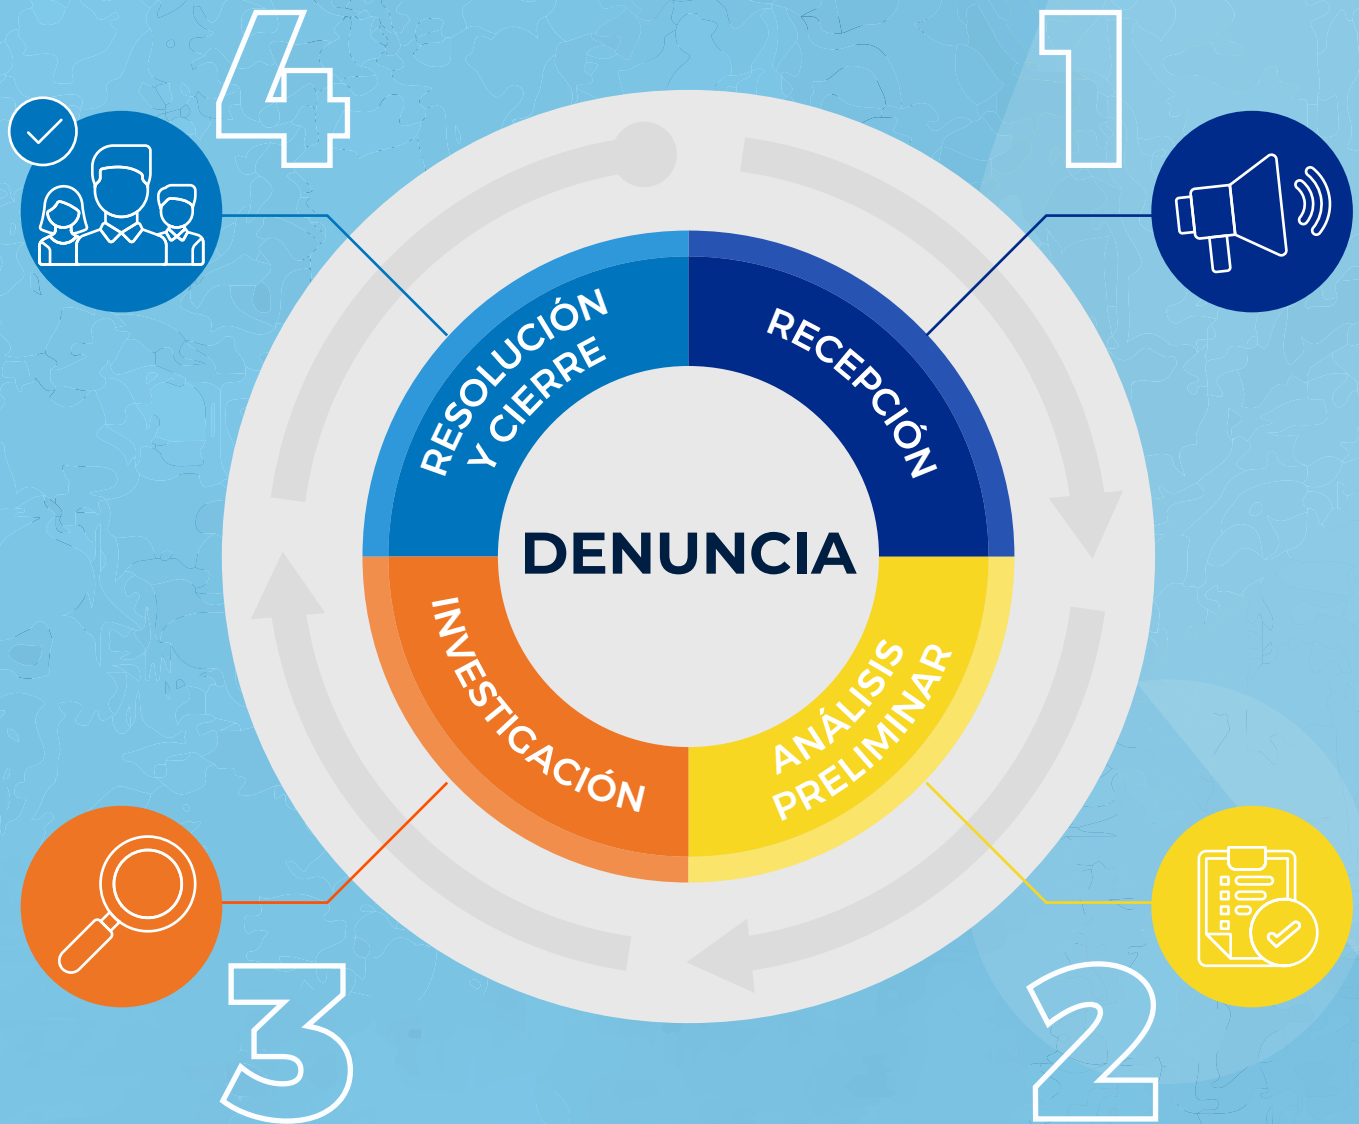 4
1
RESOLUCIÓN
Y CIERRE
RECEPCIÓN
DENUNCIA
INVESTIGACIÓN
ANÁLISIS
PRELIMINAR
3
2